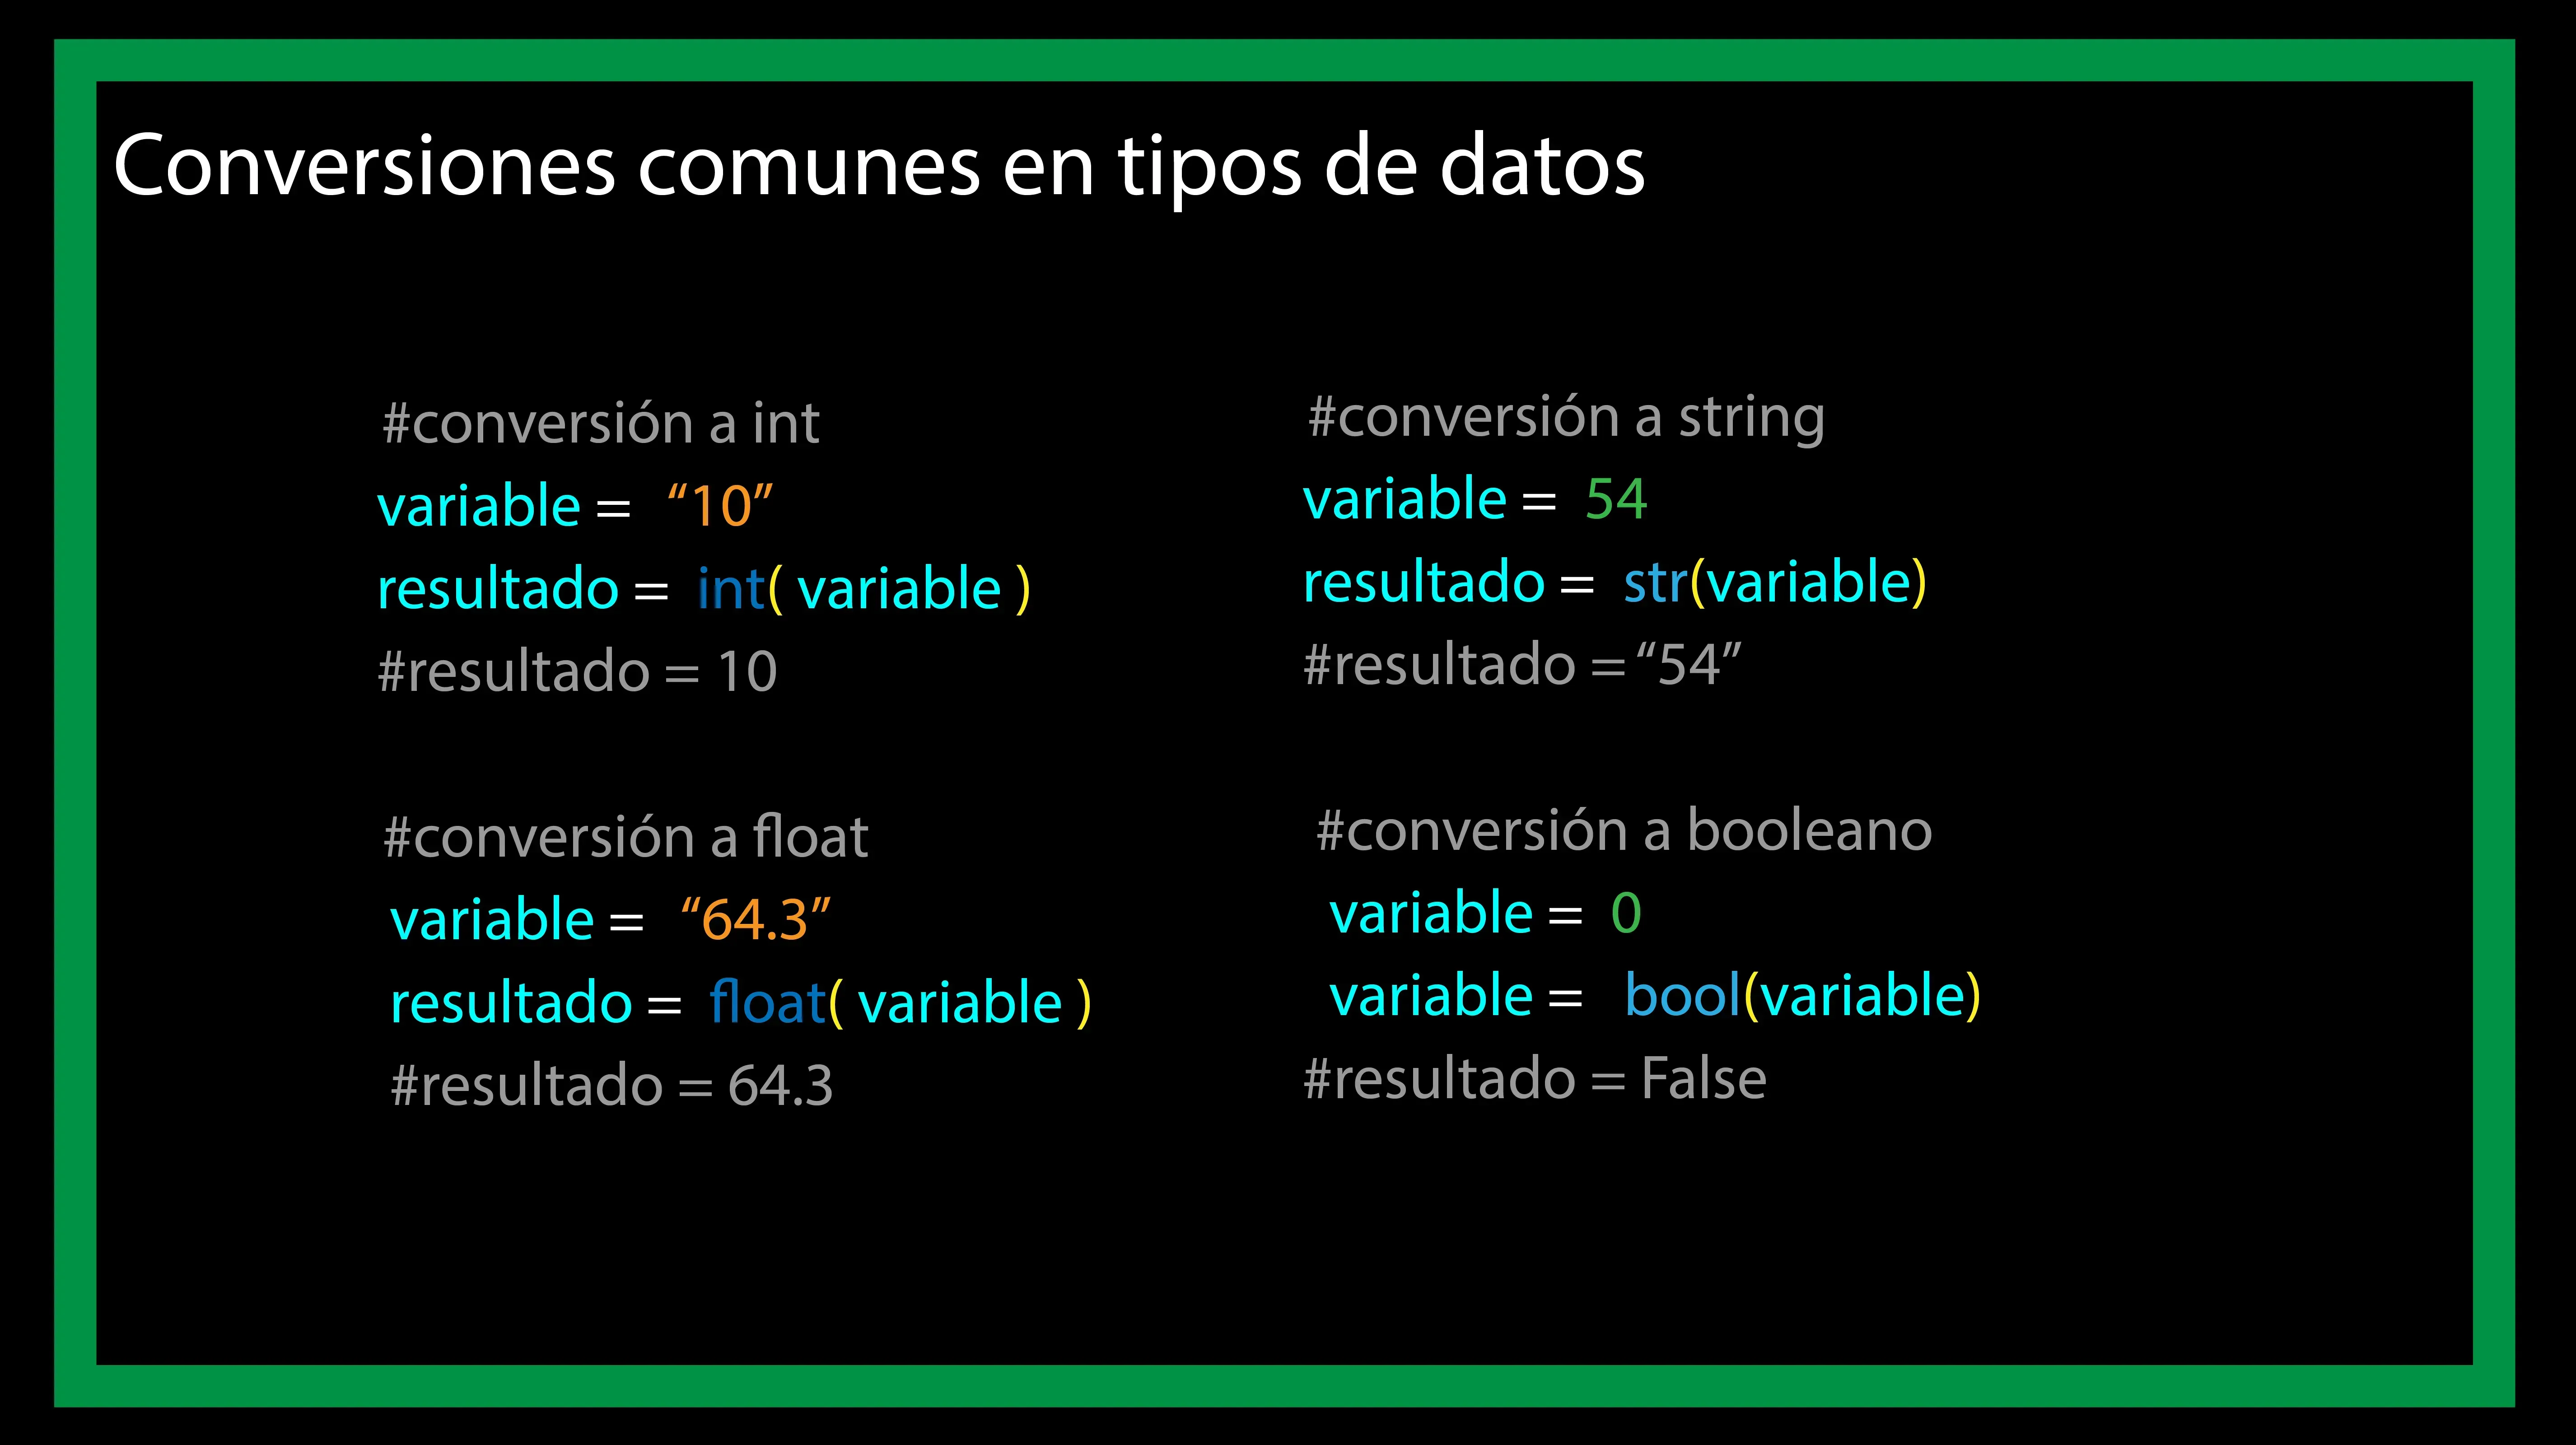 Conversiones comunes en tipos de datos
#conversión a int
variable = “10”
resultado = int( variable )
#resultado = 10
#conversión a float
variable = “64.3”
resultado = float( variable )
#resultado = 64.3
#conversión a string
variable = 54
resultado = str(variable)
#resultado = “54”
#conversión a booleano
variable = 0
variable = bool(variable)
#resultado = False